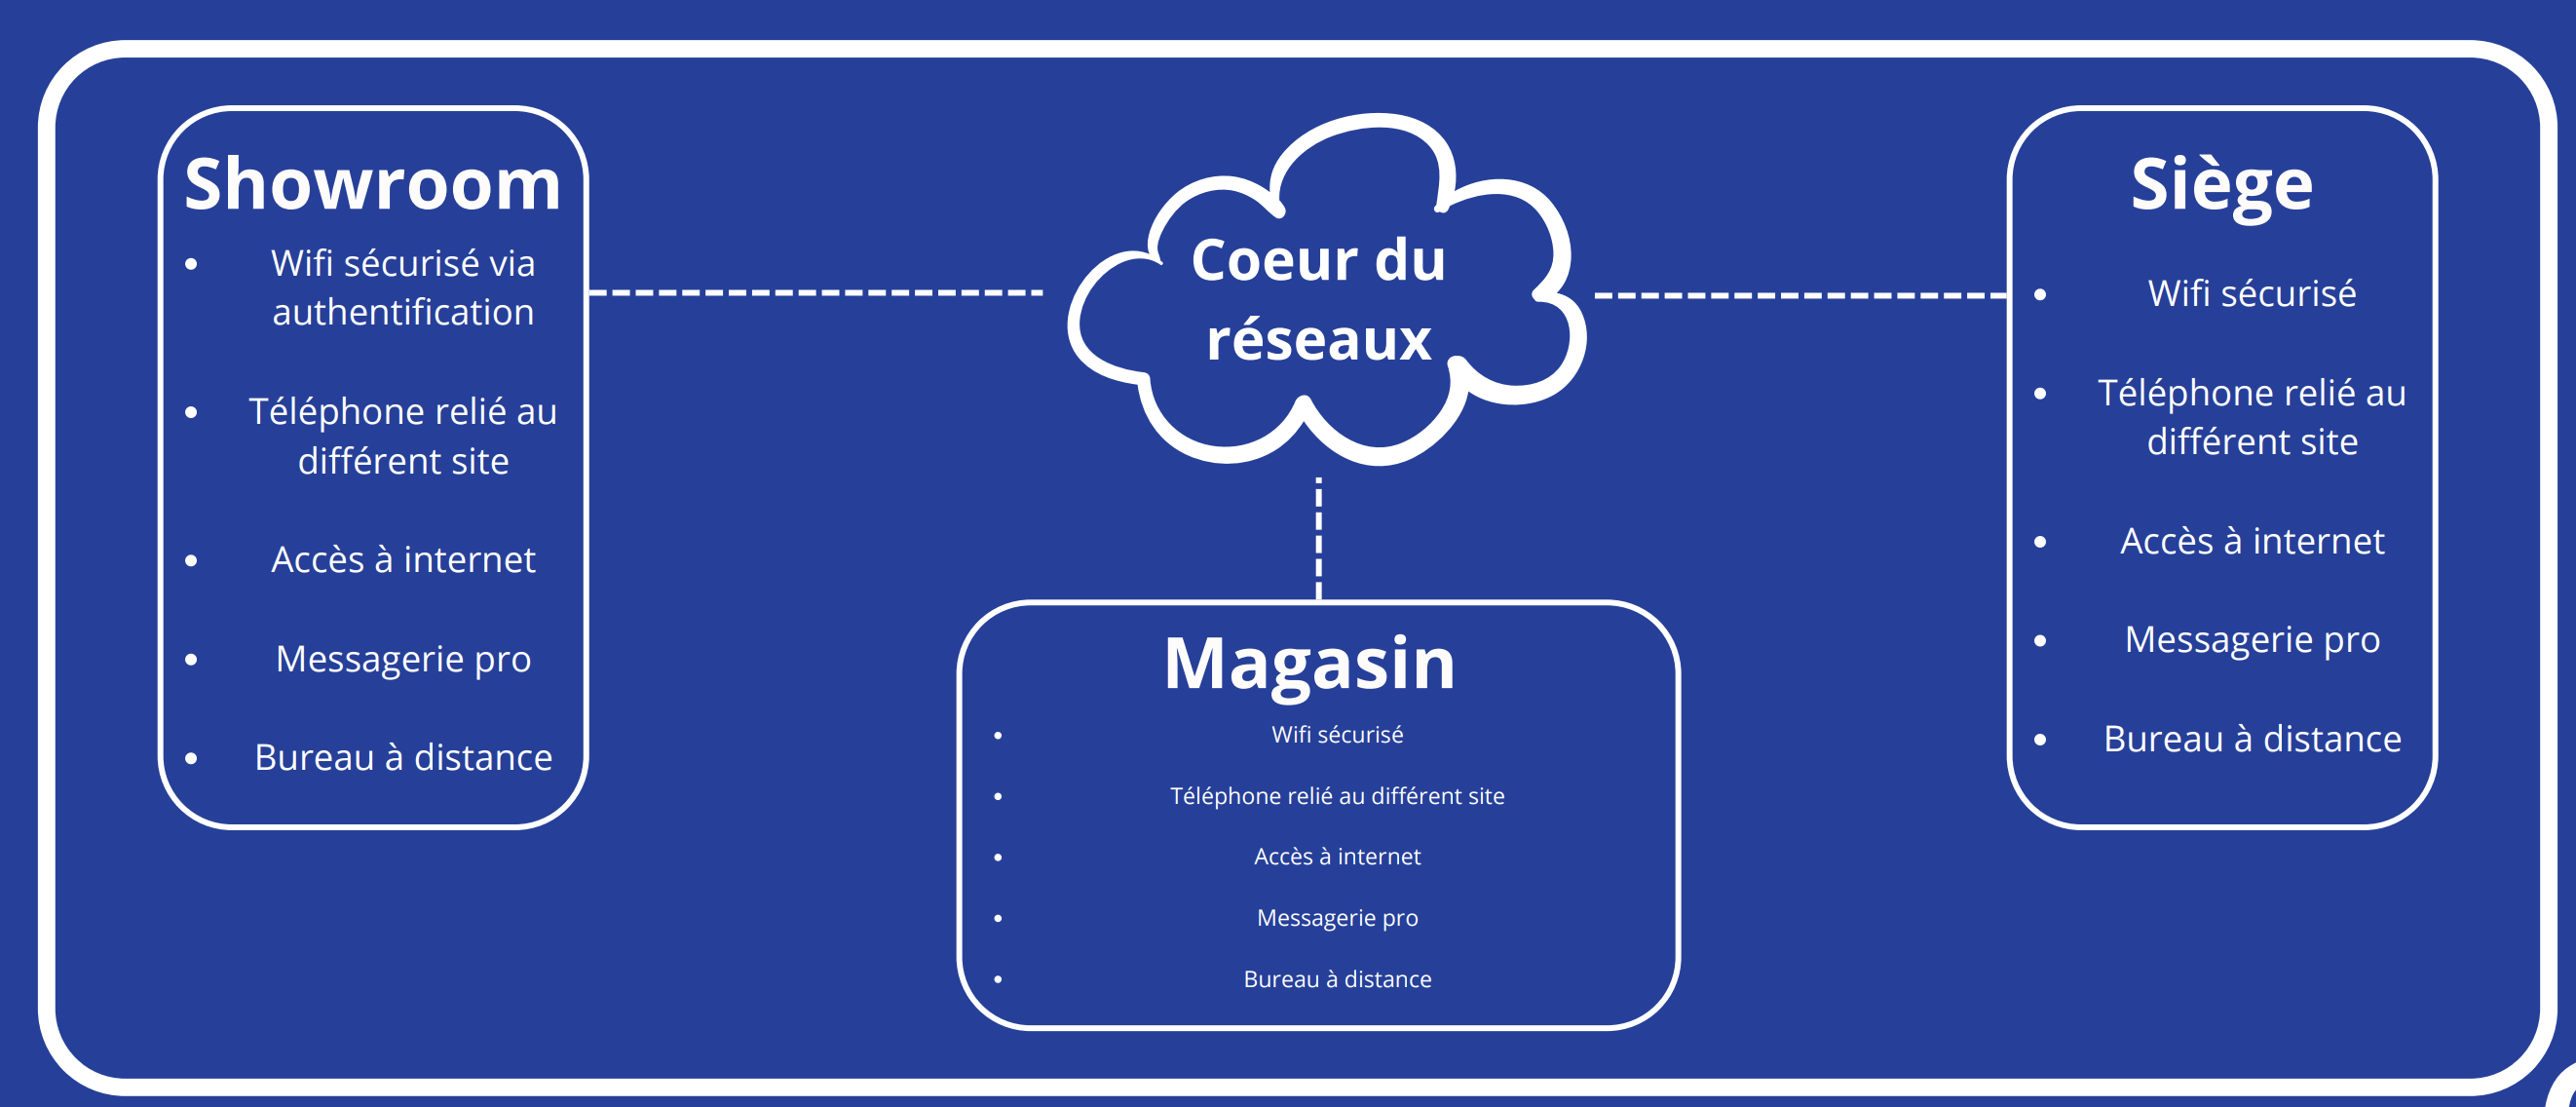 Showroom
• Wifi sécurisé via
authentification
• Téléphone relié au
différent site
• Accès à internet
• Messagerie pro
• Bureau à distance
Coeur du
réseaux
Magasin
• Wifi sécurisé
• Téléphone relié au différent site
• Accès à internet
• Messagerie pro
• Bureau à distance
Siège
• Wifi sécurisé
• Téléphone relié au
différent site
• Accès à internet
• Messagerie pro
• Bureau à distance